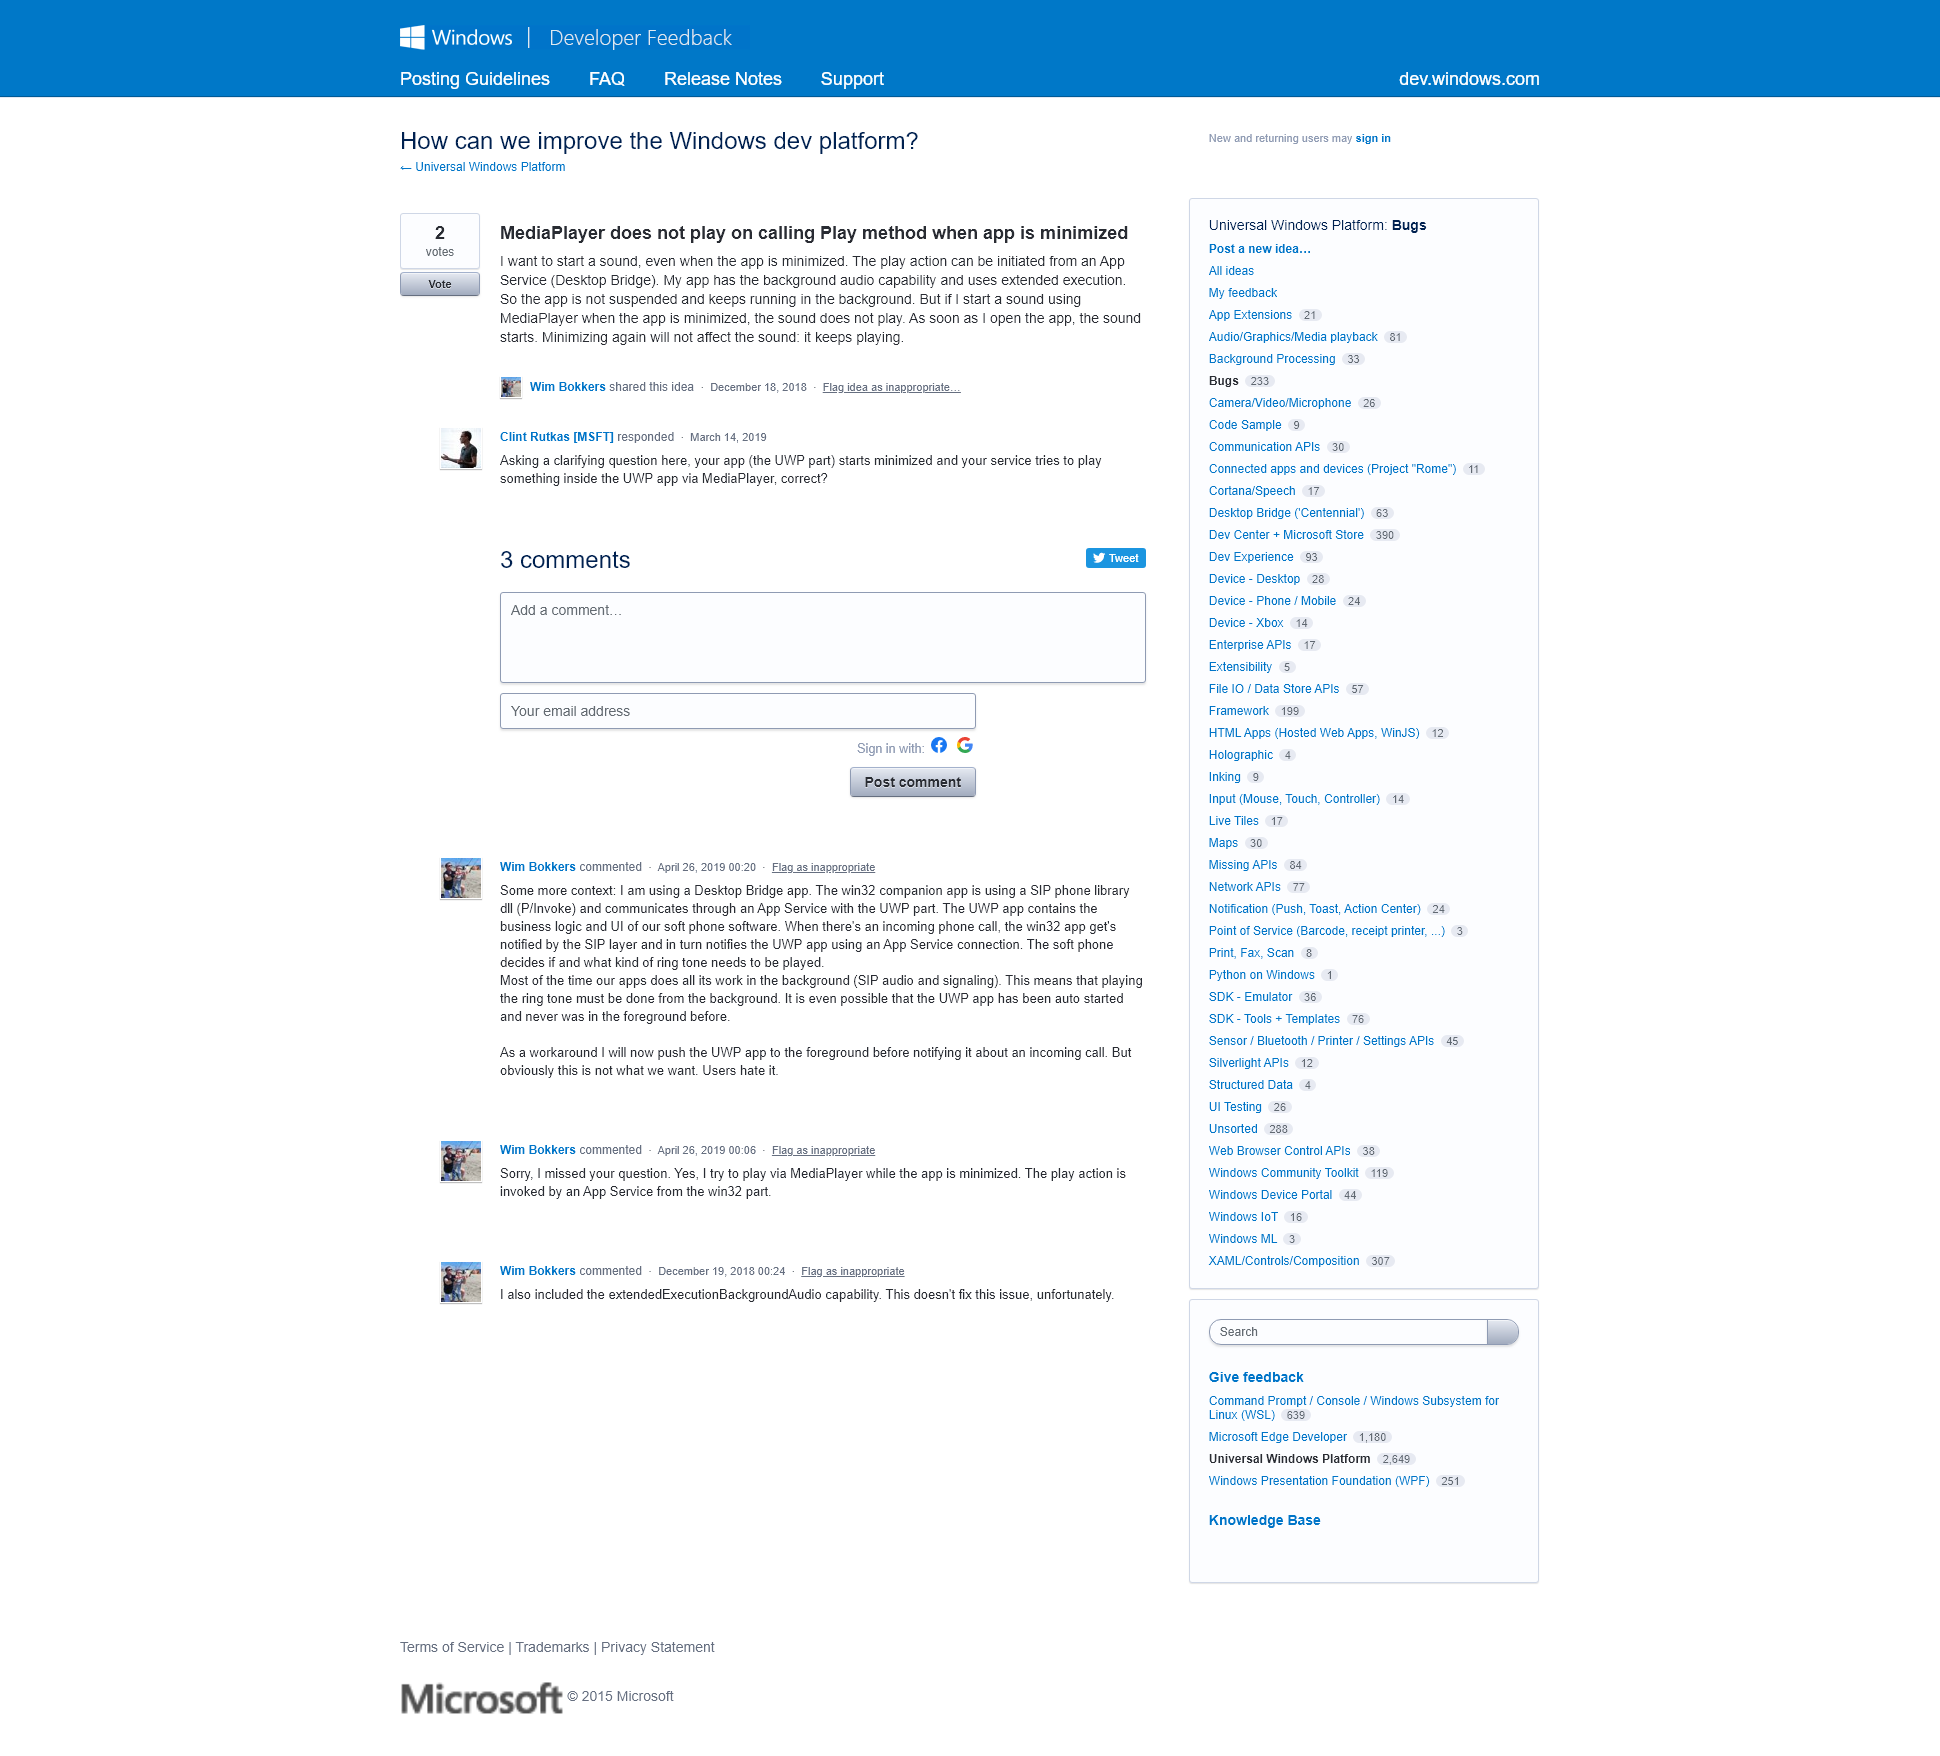 Windows | Developer Feedback
Posting Guidelines FAQ Release Notes Support dev.windows.com
How can we improve the Windows dev platform?
← Universal Windows Platform
New and returning users may sign in
2
votes
Vote
MediaPlayer does not play on calling Play method when app is minimized
I want to start a sound, even when the app is minimized. The play action can be initiated from an App
Service (Desktop Bridge). My app has the background audio capability and uses extended execution.
So the app is not suspended and keeps running in the background. But if I start a sound using
MediaPlayer when the app is minimized, the sound does not play. As soon as I open the app, the sound
starts. Minimizing again will not affect the sound: it keeps playing.
Wim Bokkers shared this idea · December 18, 2018 · Flag idea as inappropriate…
Clint Rutkas [MSFT] responded · March 14, 2019
Asking a clarifying question here, your app (the UWP part) starts minimized and your service tries to play
something inside the UWP app via MediaPlayer, correct?
3 comments
Tweet
Add a comment…
Your email address
Sign in with:
Post comment
Wim Bokkers commented · April 26, 2019 00:20 · Flag as inappropriate
Some more context: I am using a Desktop Bridge app. The win32 companion app is using a SIP phone library
dll (P/Invoke) and communicates through an App Service with the UWP part. The UWP app contains the
business logic and UI of our soft phone software. When there's an incoming phone call, the win32 app get's
notified by the SIP layer and in turn notifies the UWP app using an App Service connection. The soft phone
decides if and what kind of ring tone needs to be played.
Most of the time our apps does all its work in the background (SIP audio and signaling). This means that playing
the ring tone must be done from the background. It is even possible that the UWP app has been auto started
and never was in the foreground before.
As a workaround I will now push the UWP app to the foreground before notifying it about an incoming call. But
obviously this is not what we want. Users hate it.
Wim Bokkers commented · April 26, 2019 00:06 · Flag as inappropriate
Sorry, I missed your question. Yes, I try to play via MediaPlayer while the app is minimized. The play action is
invoked by an App Service from the win32 part.
Wim Bokkers commented · December 19, 2018 00:24 · Flag as inappropriate
I also included the extendedExecutionBackgroundAudio capability. This doesn't fix this issue, unfortunately.
Universal Windows Platform: Bugs
Post a new idea…
All ideas
My feedback
App Extensions 21
Audio/Graphics/Media playback 81
Background Processing 33
Bugs 233
Camera/Video/Microphone 26
Code Sample 9
Communication APIs 30
Connected apps and devices (Project "Rome") 11
Cortana/Speech 17
Desktop Bridge ('Centennial') 63
Dev Center + Microsoft Store 390
Dev Experience 93
Device - Desktop 28
Device - Phone / Mobile 24
Device - Xbox 14
Enterprise APIs 17
Extensibility 5
File IO / Data Store APIs 57
Framework 199
HTML Apps (Hosted Web Apps, WinJS) 12
Holographic 4
Inking 9
Input (Mouse, Touch, Controller) 14
Live Tiles 17
Maps 30
Missing APIs 84
Network APIs 77
Notification (Push, Toast, Action Center) 24
Point of Service (Barcode, receipt printer, ...) 3
Print, Fax, Scan 8
Python on Windows 1
SDK - Emulator 36
SDK - Tools + Templates 76
Sensor / Bluetooth / Printer / Settings APIs 45
Silverlight APIs 12
Structured Data 4
UI Testing 26
Unsorted 288
Web Browser Control APIs 38
Windows Community Toolkit 119
Windows Device Portal 44
Windows IoT 16
Windows ML 3
XAML/Controls/Composition 307
Search
Give feedback
Command Prompt / Console / Windows Subsystem for
Linux (WSL) 639
Microsoft Edge Developer 1,180
Universal Windows Platform 2,649
Windows Presentation Foundation (WPF) 251
Knowledge Base
Terms of Service | Trademarks | Privacy Statement
Microsoft © 2015 Microsoft